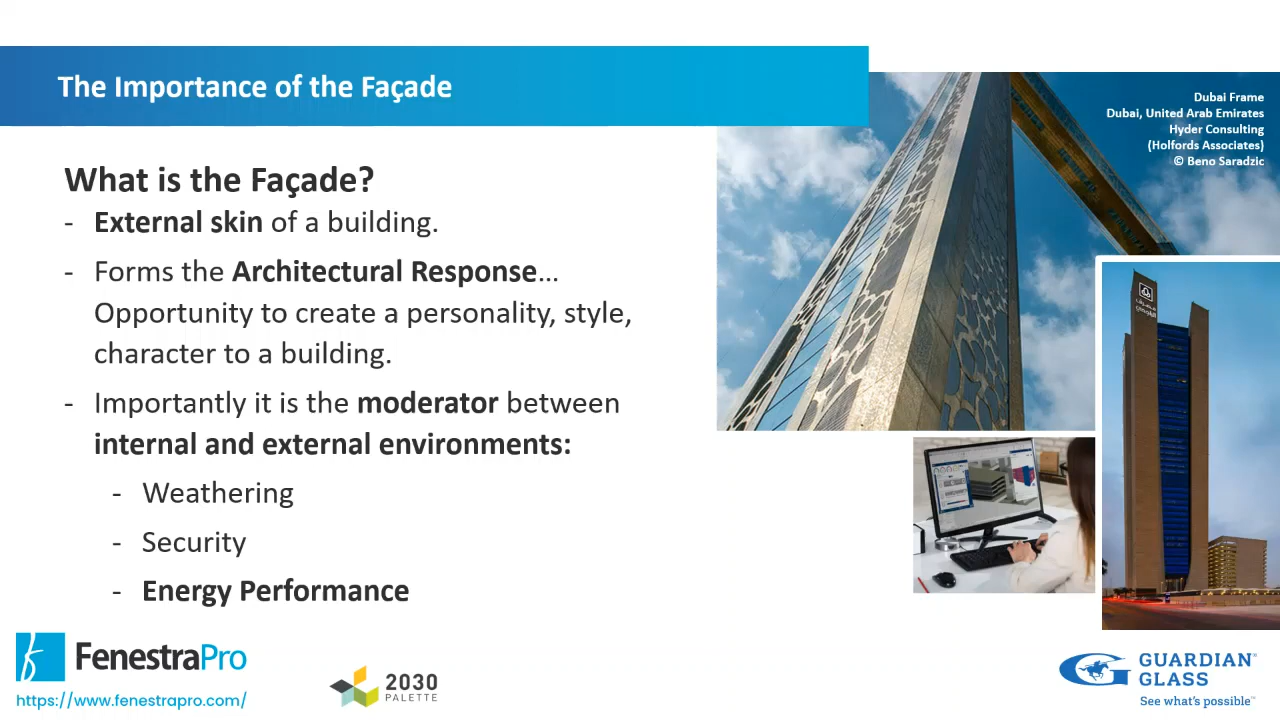 The Importance of the Façade
Dubai Frame
Dubai, United Arab Emirates
Hyder Consulting
(Holfords Associates)
© Beno Saradzic
What is the Façade?
- External skin of a building.
- Forms the Architectural Response...
Opportunity to create a personality, style,
character to a building.
- Importantly it is the moderator between
internal and external environments:
- Weathering
- Security
- Energy Performance
FenestraPro
https://www.fenestrapro.com/
2030
PALETTE
GUARDIAN
GLASS
See what's possible™